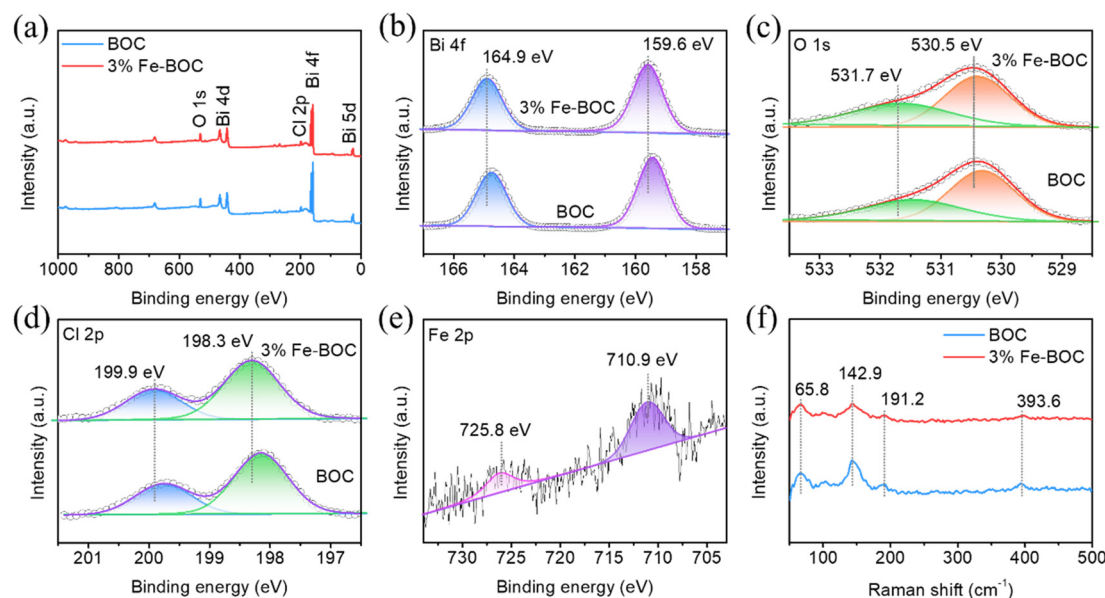 (a)
BOC
3% Fe-BOC
O 1s
Bi 4d
Cl 2p
Bi 4f
Bi 5d
Intensity (a.u.)
1000 800 600 400 200 0
Binding energy (eV)
(b)
Bi 4f
164.9 eV
159.6 eV
3% Fe-BOC
BOC
Intensity (a.u.)
166 164 162 160 158
Binding energy (eV)
(c)
O 1s
530.5 eV
531.7 eV
3% Fe-BOC
BOC
Intensity (a.u.)
533 532 531 530 529
Binding energy (eV)
(d)
Cl 2p
198.3 eV
199.9 eV
3% Fe-BOC
BOC
Intensity (a.u.)
201 200 199 198 197
Binding energy (eV)
(e)
Fe 2p
710.9 eV
725.8 eV
Intensity (a.u.)
730 725 720 715 710 705
Binding energy (eV)
(f)
BOC
3% Fe-BOC
65.8
142.9
191.2
393.6
Intensity (a.u.)
100 200 300 400 500
Raman shift (cm⁻¹)